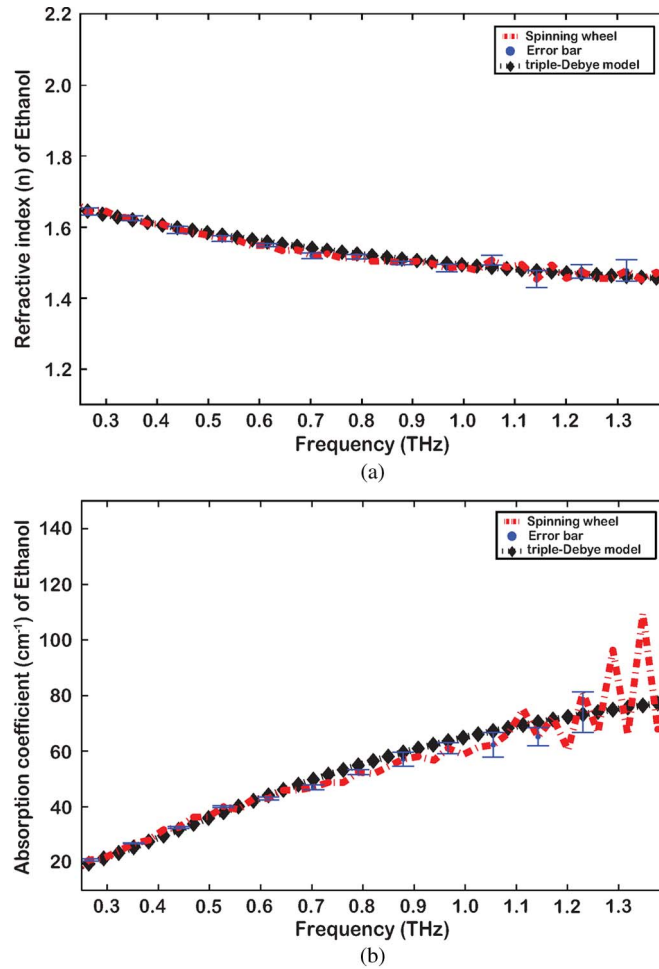 2.2
2.0
1.8
1.6
1.4
1.2
Refractive index (n) of Ethanol
Spinning wheel
Error bar
triple-Debye model
0.3 0.4 0.5 0.6 0.7 0.8 0.9 1.0 1.1 1.2 1.3
Frequency (THz)
(a)
140
120
100
80
60
40
20
Absorption coefficient (cm⁻¹) of Ethanol
Spinning wheel
Error bar
triple-Debye model
0.3 0.4 0.5 0.6 0.7 0.8 0.9 1.0 1.1 1.2 1.3
Frequency (THz)
(b)